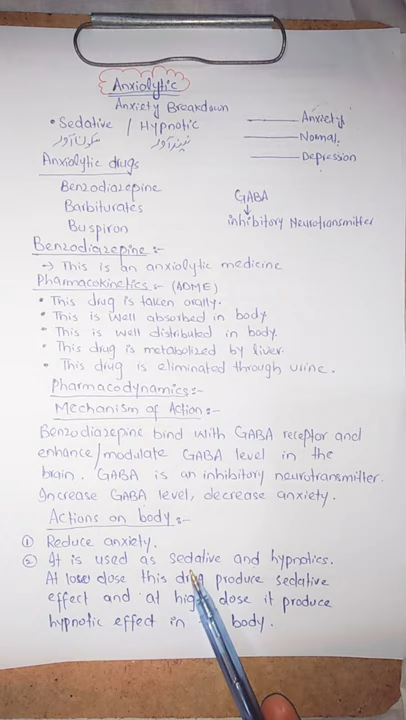 Anxiolytic
Anxiety Breakdown
• Sedative / Hypnotic
سکون آور نیند آور
Anxiety
Normal
Depression
Anxiolytic drugs
Benzodiazepine
Barbiturates
Buspiron
GABA
↓
inhibitory Neurotransmitter
Benzodiazepine :-
→ This is an anxiolytic medicine
Pharmacokinetics :- (ADME)
• This drug is taken orally.
• This is well absorbed in body
• This is well distributed in body.
• This drug is metabolized by liver.
• This drug is eliminated through urine.
Pharmacodynamics :-
Mechanism of Action :-
Benzodiazepine bind with GABA receptor and
enhance/modulate GABA level in the
brain. GABA is an inhibitory neurotransmitter.
Increase GABA level, decrease anxiety.
Actions on body :-
① Reduce anxiety.
② It is used as sedative and hypnotics.
At low dose this drug produce sedative
effect and at high dose it produce
hypnotic effect in body.